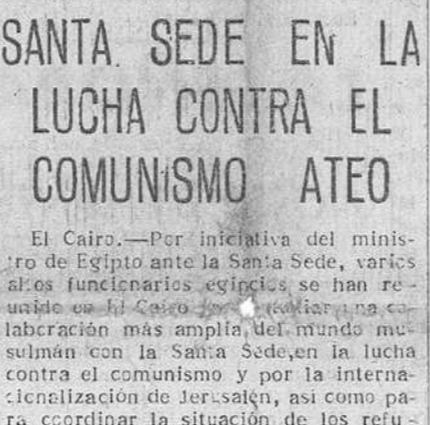 SANTA SEDE EN LA
LUCHA CONTRA EL
COMUNISMO ATEO
El Cairo.—Por iniciativa del minis-
tro de Egipto ante la Santa Sede, varios
altos funcionarios egipcios se han re-
unido en El Cairo una co-
laboración más amplia del mundo mu-
sulmán con la Santa Sede, en la lucha
contra el comunismo y por la interna-
cionalización de Jerusalén, así como pa-
ra coordinar la situación de los refu-